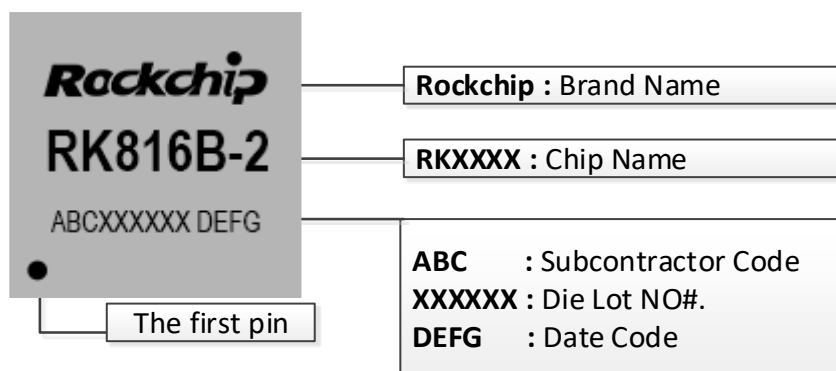 Rockchip
RK816B-2
ABCXXXXXX DEFG
The first pin
Rockchip : Brand Name
RKXXXX : Chip Name
ABC : Subcontractor Code
XXXXXX : Die Lot NO#.
DEFG : Date Code